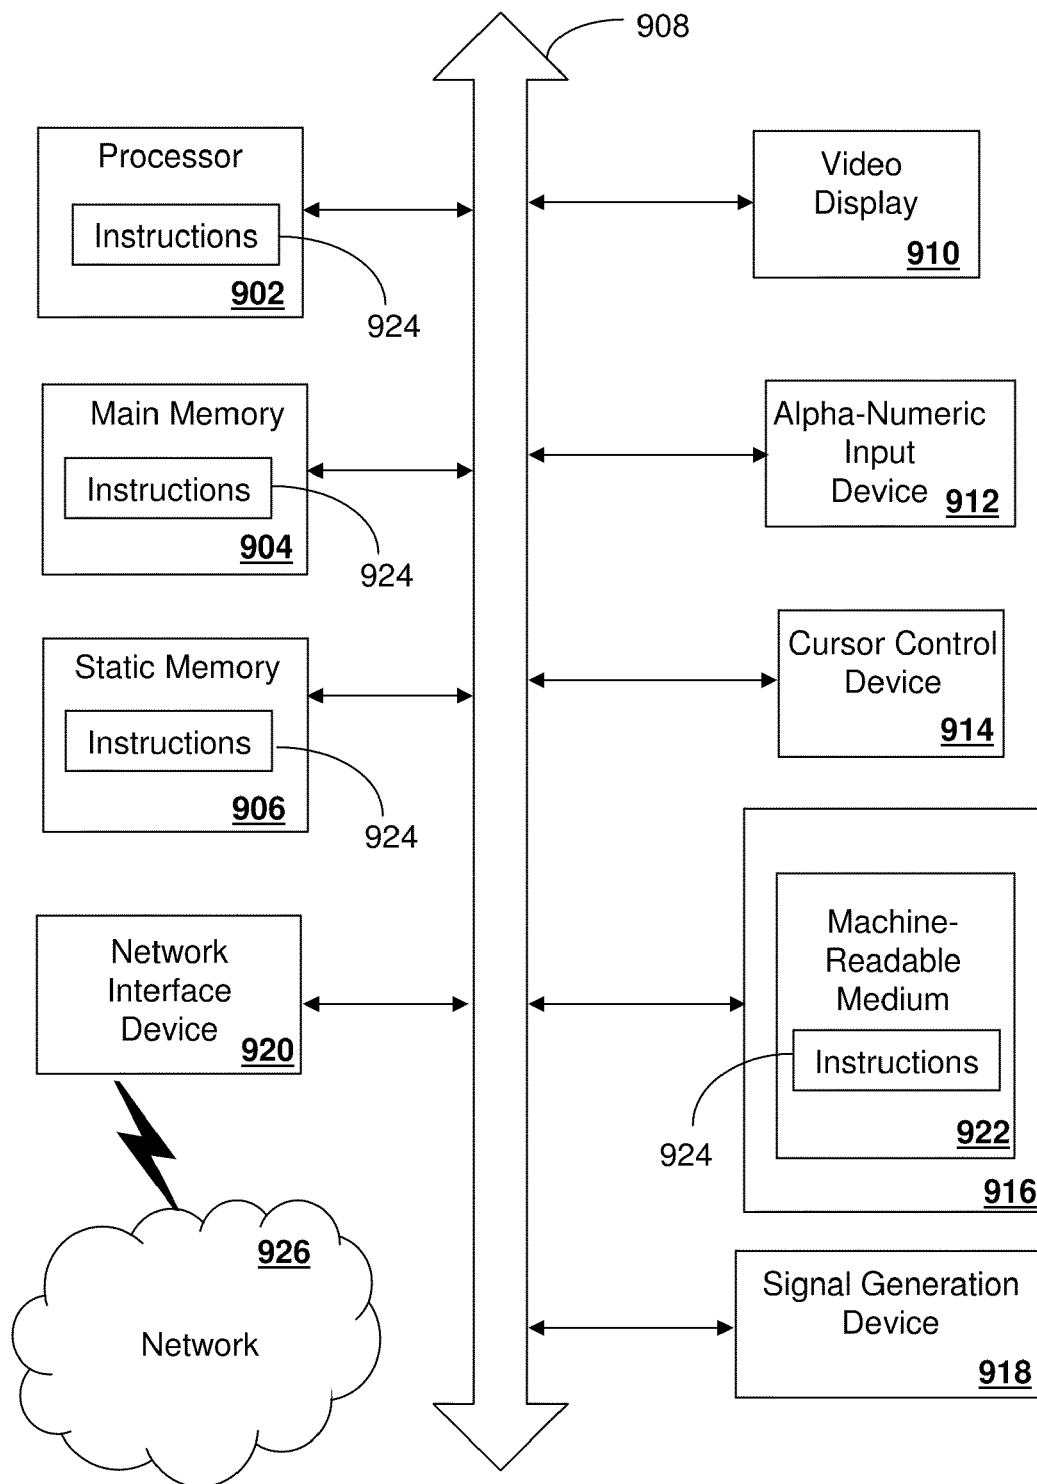 908
Processor
Instructions
902
924
Main Memory
Instructions
904
924
Static Memory
Instructions
906
924
Network
Interface
Device
920
926
Network
Video
Display
910
Alpha-Numeric
Input
Device
912
Cursor Control
Device
914
Machine-
Readable
Medium
Instructions
924
922
916
Signal Generation
Device
918